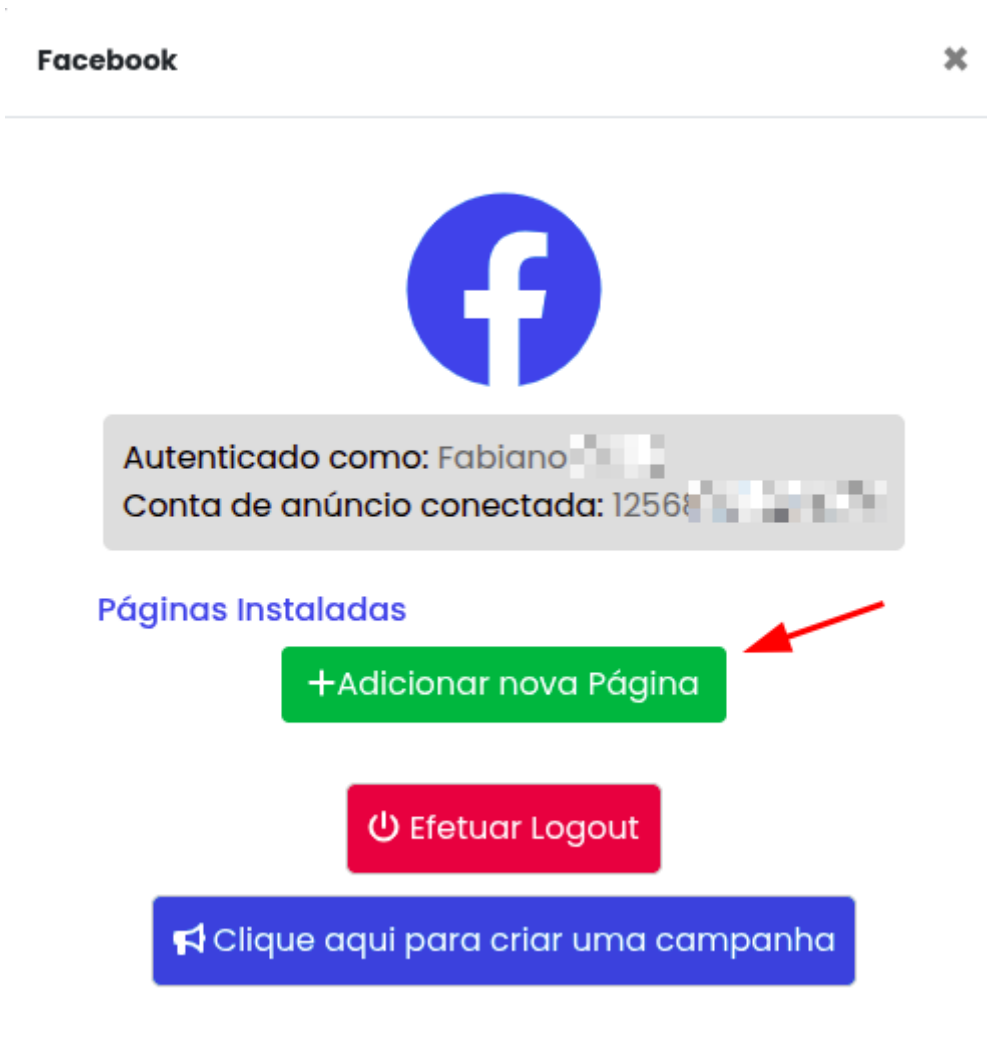 Facebook
Autenticado como: Fabiano
Conta de anúncio conectada: 1256
Páginas Instaladas
+Adicionar nova Página
Efetuar Logout
Clique aqui para criar uma campanha